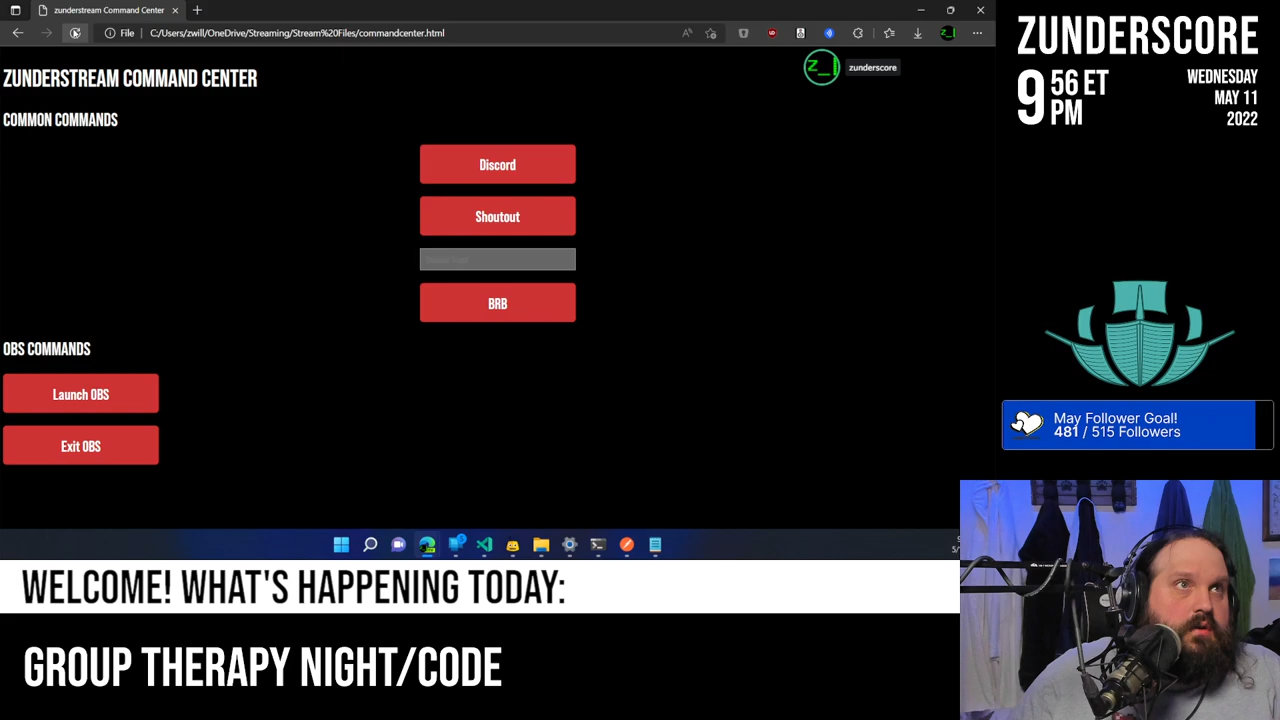 zunderstream Command Center
File
C:/Users/zwill/OneDrive/Streaming/Stream%20Files/commandcenter.html
ZUNDERSTREAM COMMAND CENTER
z_l
zunderscore
COMMON COMMANDS
Discord
Shoutout
BRB
OBS COMMANDS
Launch OBS
Exit OBS
WELCOME! WHAT'S HAPPENING TODAY:
GROUP THERAPY NIGHT/CODE
ZUNDERSCORE
9 56 ET
PM
WEDNESDAY
MAY 11
2022
May Follower Goal!
481 / 515 Followers